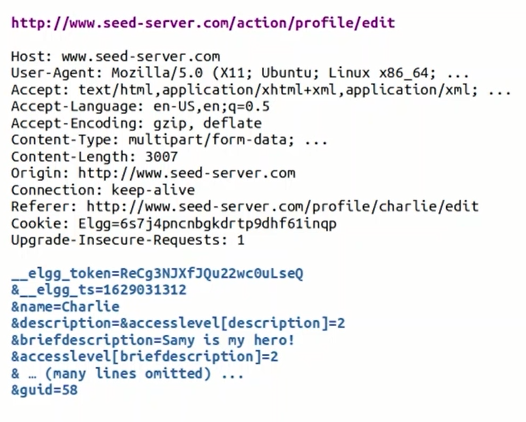 http://www.seed-server.com/action/profile/edit
Host: www.seed-server.com
User-Agent: Mozilla/5.0 (X11; Ubuntu; Linux x86_64; ...
Accept: text/html,application/xhtml+xml,application/xml; ...
Accept-Language: en-US,en;q=0.5
Accept-Encoding: gzip, deflate
Content-Type: multipart/form-data; ...
Content-Length: 3007
Origin: http://www.seed-server.com
Connection: keep-alive
Referer: http://www.seed-server.com/profile/charlie/edit
Cookie: Elgg=6s7j4pncnbgkdrtp9dhf61inqp
Upgrade-Insecure-Requests: 1
__elgg_token=ReCg3NJXfJQu22wc0uLseQ
&__elgg_ts=1629031312
&name=Charlie
&description=&accesslevel[description]=2
&briefdescription=Samy is my hero!
&accesslevel[briefdescription]=2
& … (many lines omitted) ...
&guid=58